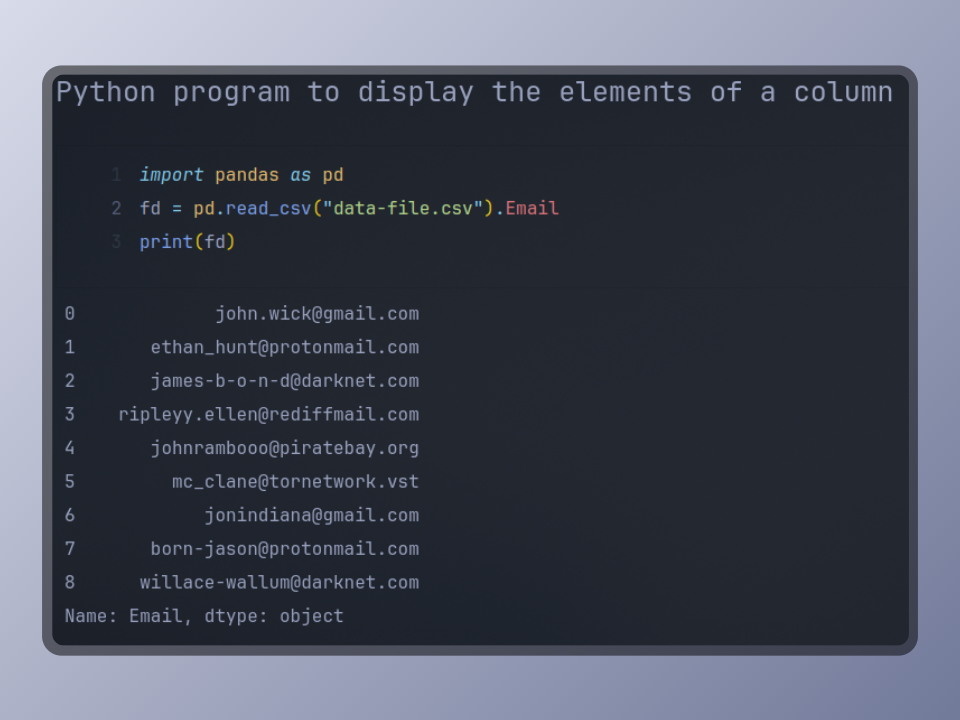 Python program to display the elements of a column
1 import pandas as pd
2 fd = pd.read_csv("data-file.csv").Email
3 print(fd)
0 john.wick@gmail.com
1 ethan_hunt@protonmail.com
2 james-b-o-n-d@darknet.com
3 ripleyy.ellen@rediffmail.com
4 johnrambooo@piratebay.org
5 mc_clane@tornetwork.vst
6 jonindiana@gmail.com
7 born-jason@protonmail.com
8 willace-wallum@darknet.com
Name: Email, dtype: object